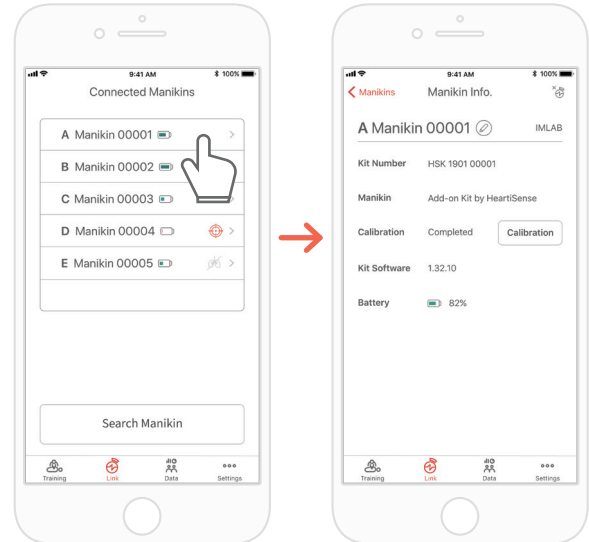 9:41 AM
100%
Connected Manikins
A Manikin 00001
B Manikin 00002
C Manikin 00003
D Manikin 00004
E Manikin 00005
Search Manikin
Training Link Data Settings
9:41 AM
100%
Manikins Manikin Info.
A Manikin 00001 IMLAB
Kit Number HSK 1901 00001
Manikin Add-on Kit by HeartiSense
Calibration Completed Calibration
Kit Software 1.32.10
Battery 82%
Training Link Data Settings